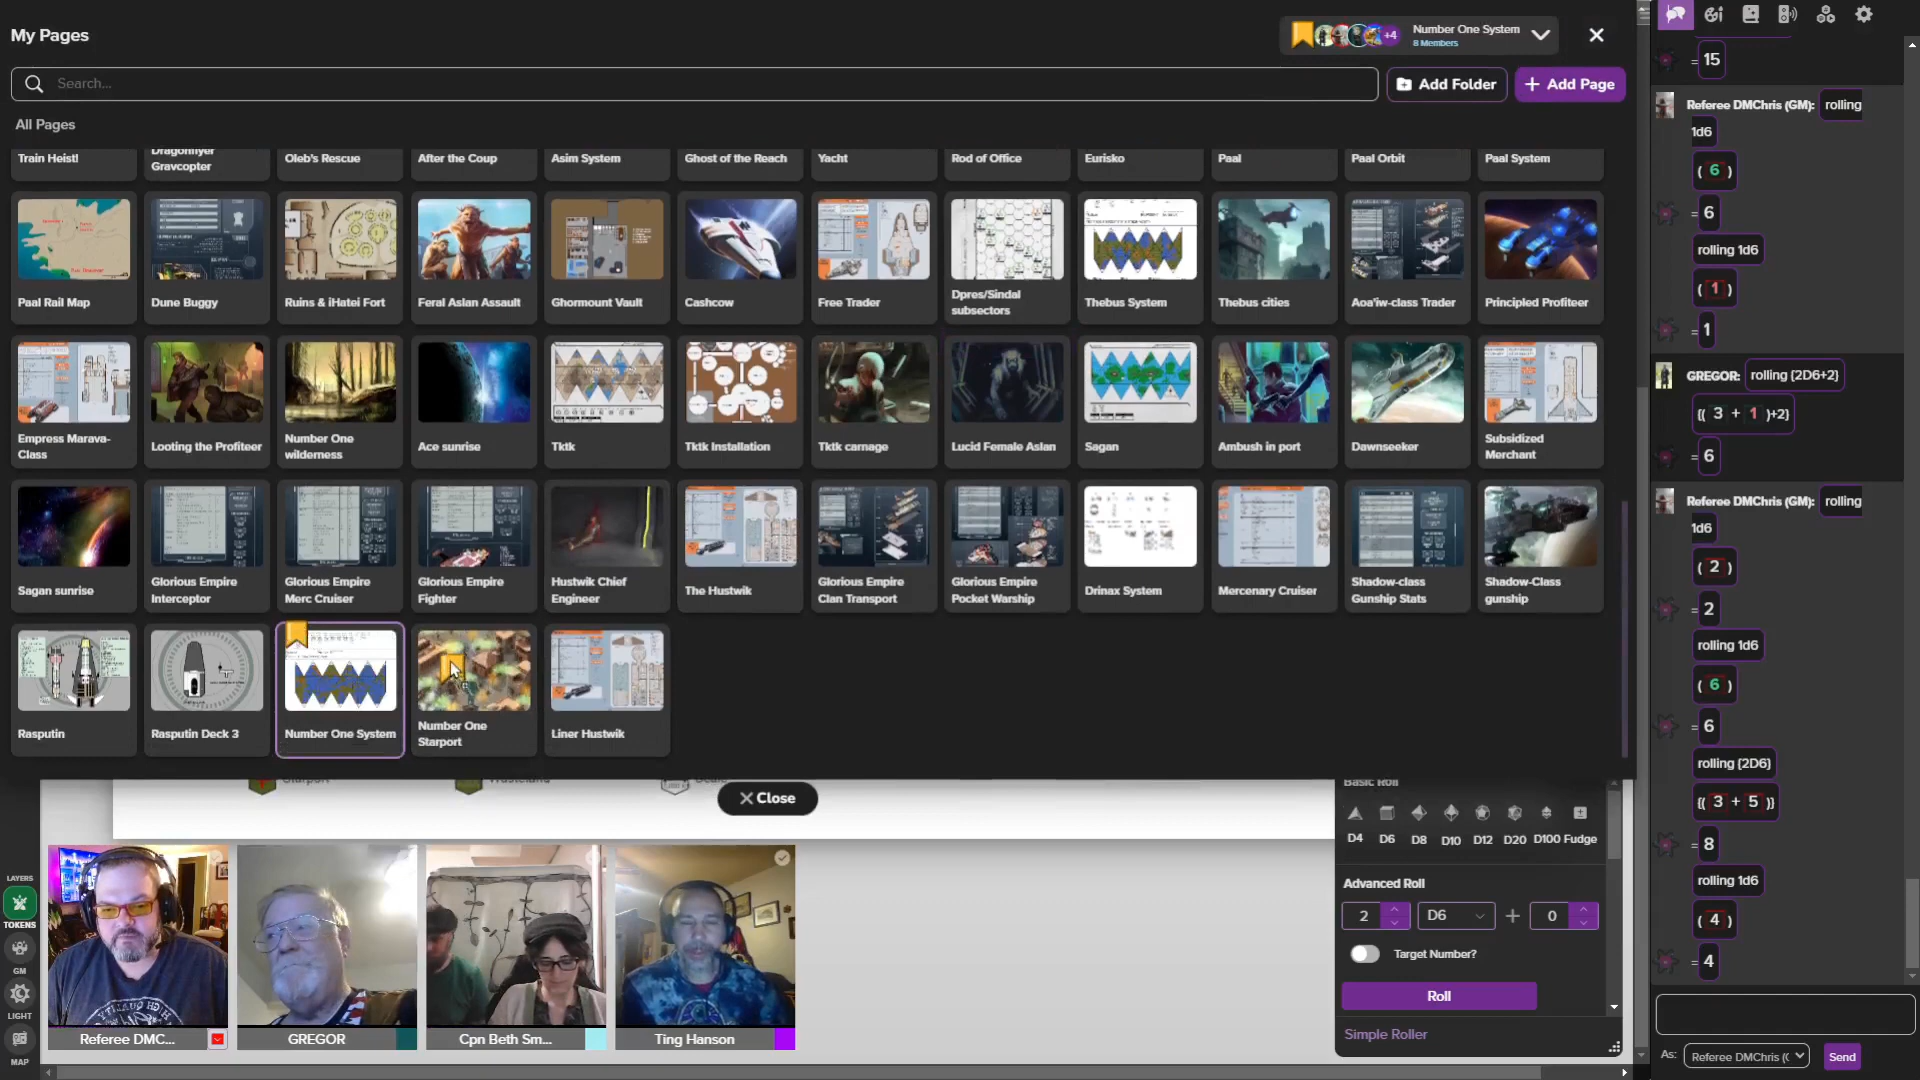 My Pages
+4
Number One System
8 Members
Search...
Add Folder
+ Add Page
All Pages
Train Heist!
Dragonflyer Gravcopter
Oleb's Rescue
After the Coup
Asim System
Ghost of the Reach
Yacht
Rod of Office
Eurisko
Paal
Paal Orbit
Paal System
Paal Rail Map
Dune Buggy
Ruins & iHatei Fort
Feral Aslan Assault
Ghormount Vault
Cashcow
Free Trader
Dpres/Sindal subsectors
Thebus System
Thebus cities
Aoa'iw-class Trader
Principled Profiteer
Empress Marava-Class
Looting the Profiteer
Number One wilderness
Ace sunrise
Tktk
Tktk Installation
Tktk carnage
Lucid Female Aslan
Sagan
Ambush in port
Dawnseeker
Subsidized Merchant
Sagan sunrise
Glorious Empire Interceptor
Glorious Empire Merc Cruiser
Glorious Empire Fighter
Hustwik Chief Engineer
The Hustwik
Glorious Empire Clan Transport
Glorious Empire Pocket Warship
Drinax System
Mercenary Cruiser
Shadow-class Gunship Stats
Shadow-Class gunship
Rasputin
Rasputin Deck 3
Number One System
Number One Starport
Liner Hustwik
Starport
Wasteland
Close
LAYERS
TOKENS
GM
LIGHT
MAP
Referee DMC...
GREGOR
Cpn Beth Sm...
Ting Hanson
Basic Roll
D4
D6
D8
D10
D12
D20
D100
Fudge
Advanced Roll
2
D6
+
0
Target Number?
Roll
Simple Roller
=15
Referee DMChris (GM): rolling
1d6
(6)
=6
rolling 1d6
(1)
=1
GREGOR: rolling {2D6+2}
{(3+1)+2}
=6
Referee DMChris (GM): rolling
1d6
(2)
=2
rolling 1d6
(6)
=6
rolling {2D6}
{(3+5)}
=8
rolling 1d6
(4)
=4
As:
Referee DMChris (
Send